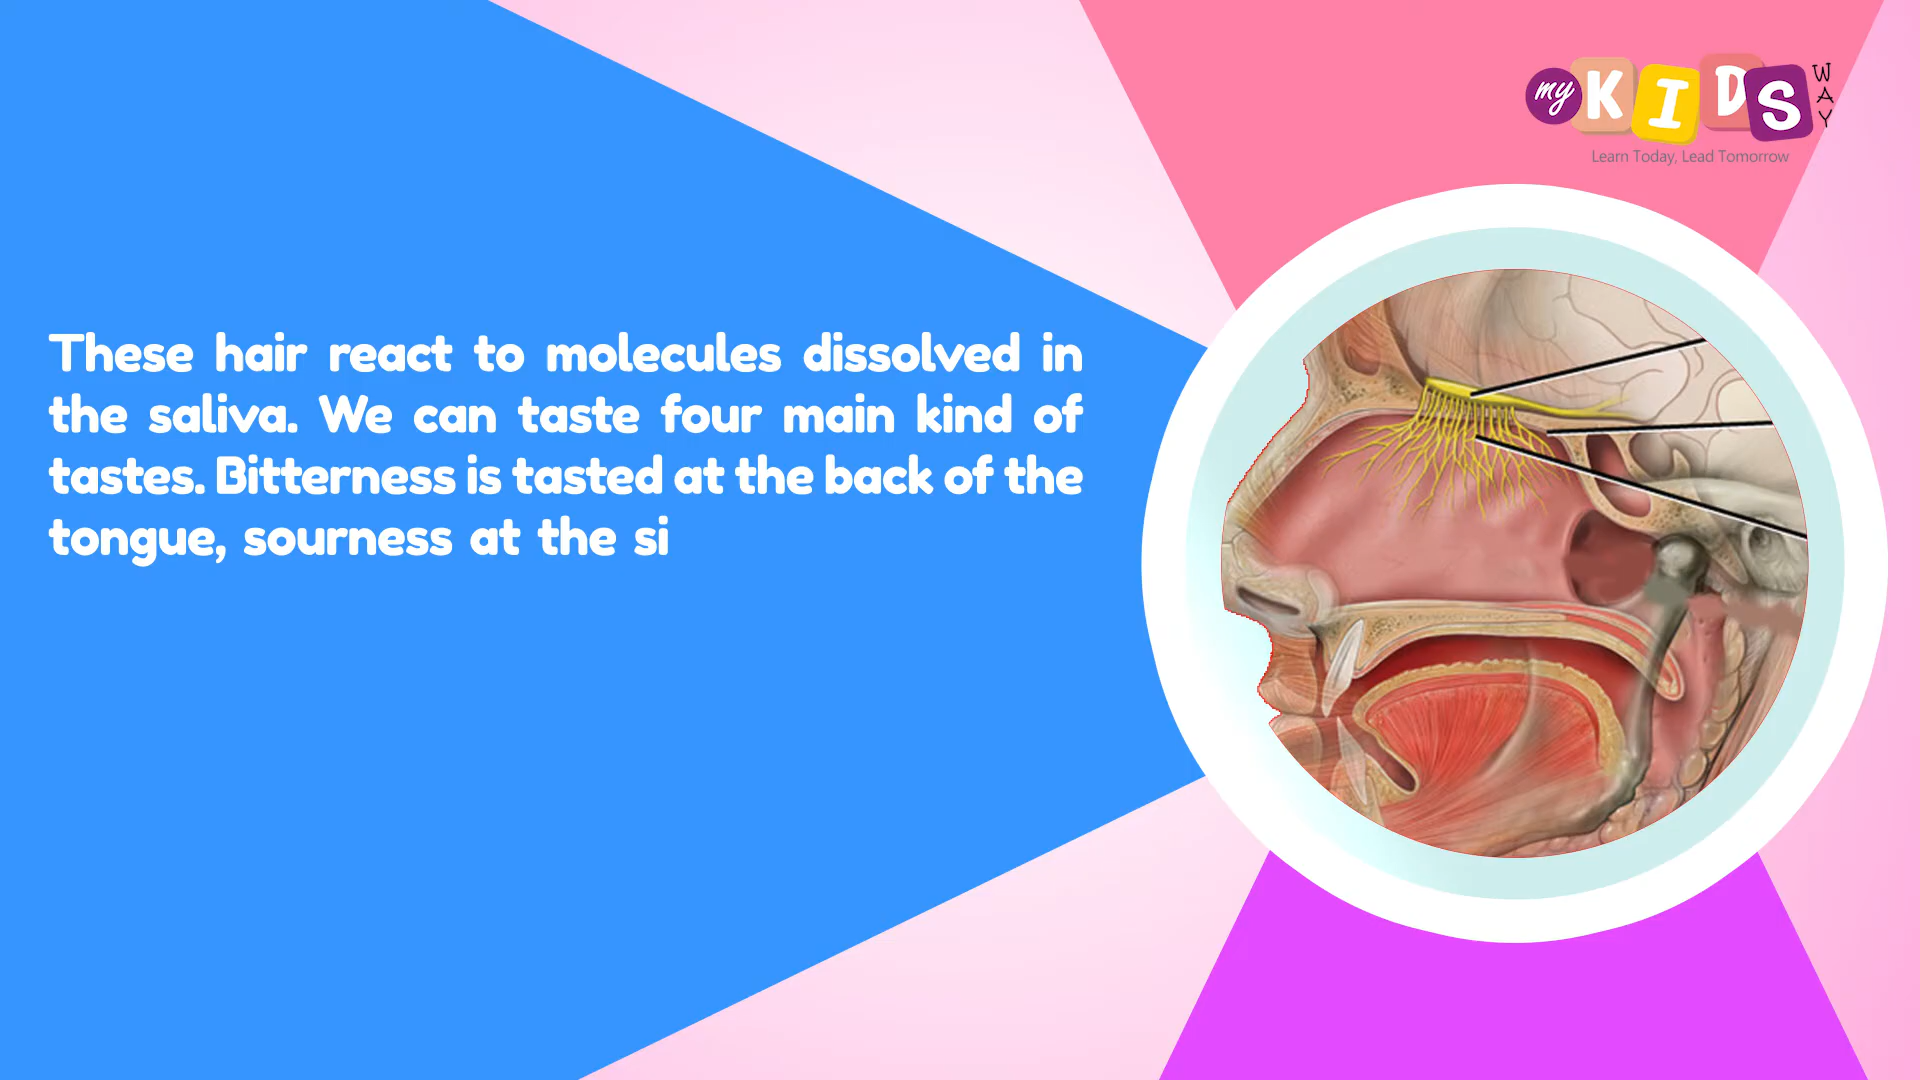 my KIDS WAY
Learn Today, Lead Tomorrow
These hair react to molecules dissolved in
the saliva. We can taste four main kind of
tastes. Bitterness is tasted at the back of the
tongue, sourness at the si